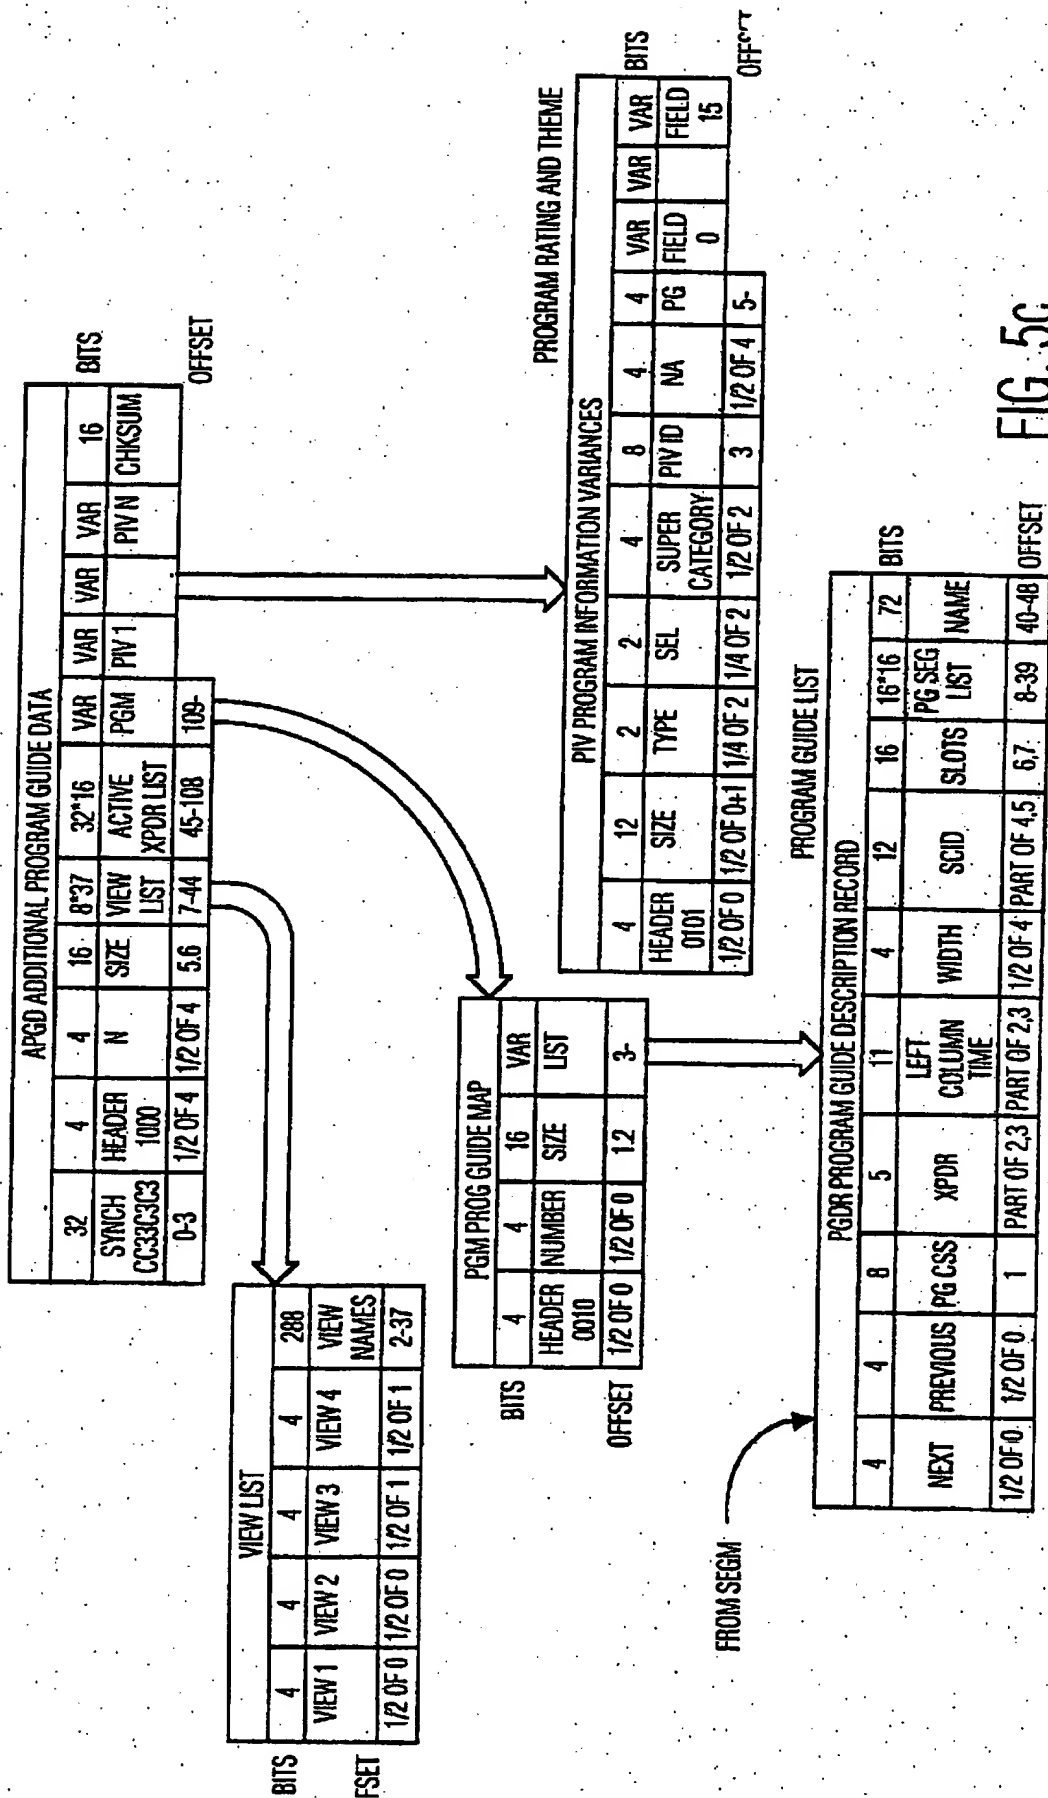 APGD ADDITIONAL PROGRAM GUIDE DATA
32 4 4 16 8*37 32*16 VAR VAR VAR VAR 16 BITS
SYNCH CC33C3C3 HEADER 1000 N SIZE VIEW LIST ACTIVE XPDR LIST PGM PIV 1 PIV N CHKSUM
0-3 1/2 OF 4 1/2 OF 4 5.6 7-44 45-108 109- OFFSET
VIEW LIST
BITS 4 4 4 4 288
VIEW 1 VIEW 2 VIEW 3 VIEW 4 VIEW NAMES
FSET 1/2 OF 0 1/2 OF 0 1/2 OF 1 1/2 OF 1 2-37
PGM PROG GUIDE MAP
BITS 4 4 16 VAR
HEADER 0010 NUMBER SIZE LIST
OFFSET 1/2 OF 0 1/2 OF 0 1.2 3-
PROGRAM RATING AND THEME
PIV PROGRAM INFORMATION VARIANCES
4 12 2 2 4 8 4 4 VAR VAR VAR BITS
HEADER 0101 SIZE TYPE SEL SUPER CATEGORY PIV ID NA PG FIELD 0 FIELD 15
1/2 OF 0 1/2 OF 0+1 1/4 OF 2 1/4 OF 2 1/2 OF 2 3 1/2 OF 4 5- OFFSET
PROGRAM GUIDE LIST
FROM SEGM
PGDR PROGRAM GUIDE DESCRIPTION RECORD
4 4 8 5 11 4 12 16 16*16 72 BITS
NEXT PREVIOUS PG CSS XPDR LEFT COLUMN TIME WIDTH SCID SLOTS PG SEG LIST NAME
1/2 OF 0 1/2 OF 0 1 PART OF 2,3 PART OF 2,3 1/2 OF 4 PART OF 4,5 6,7 8-39 40-48 OFFSET
FIG. 5C